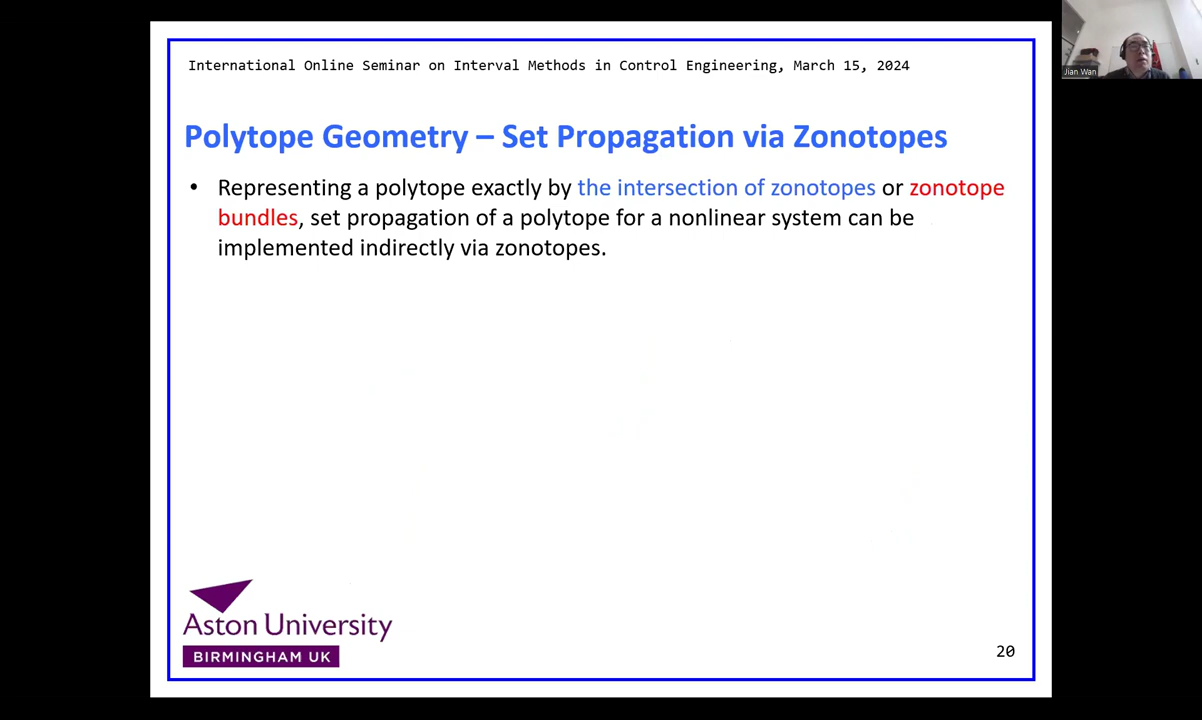 International Online Seminar on Interval Methods in Control Engineering, March 15, 2024
Jian Wan
Polytope Geometry – Set Propagation via Zonotopes
• Representing a polytope exactly by the intersection of zonotopes or zonotope
bundles, set propagation of a polytope for a nonlinear system can be
implemented indirectly via zonotopes.
Aston University
BIRMINGHAM UK
20